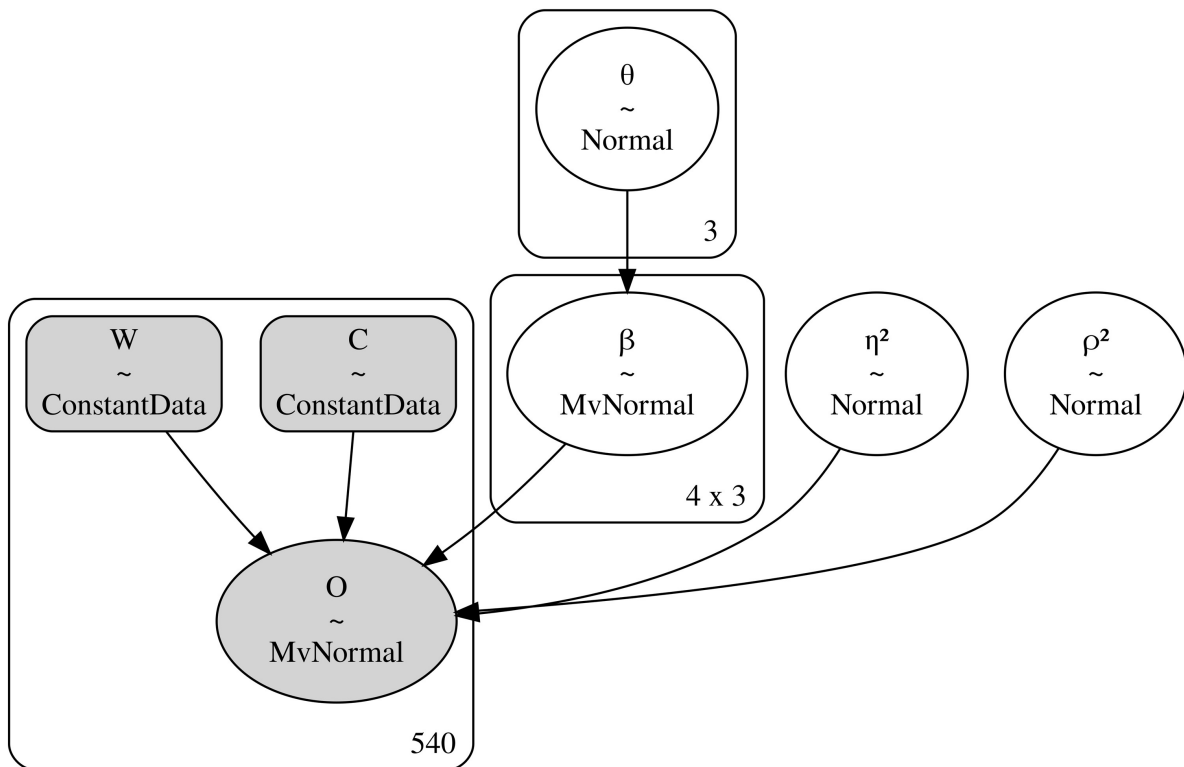 θ
~
Normal
3
W
~
ConstantData
C
~
ConstantData
β
~
MvNormal
4 x 3
η²
~
Normal
ρ²
~
Normal
O
~
MvNormal
540